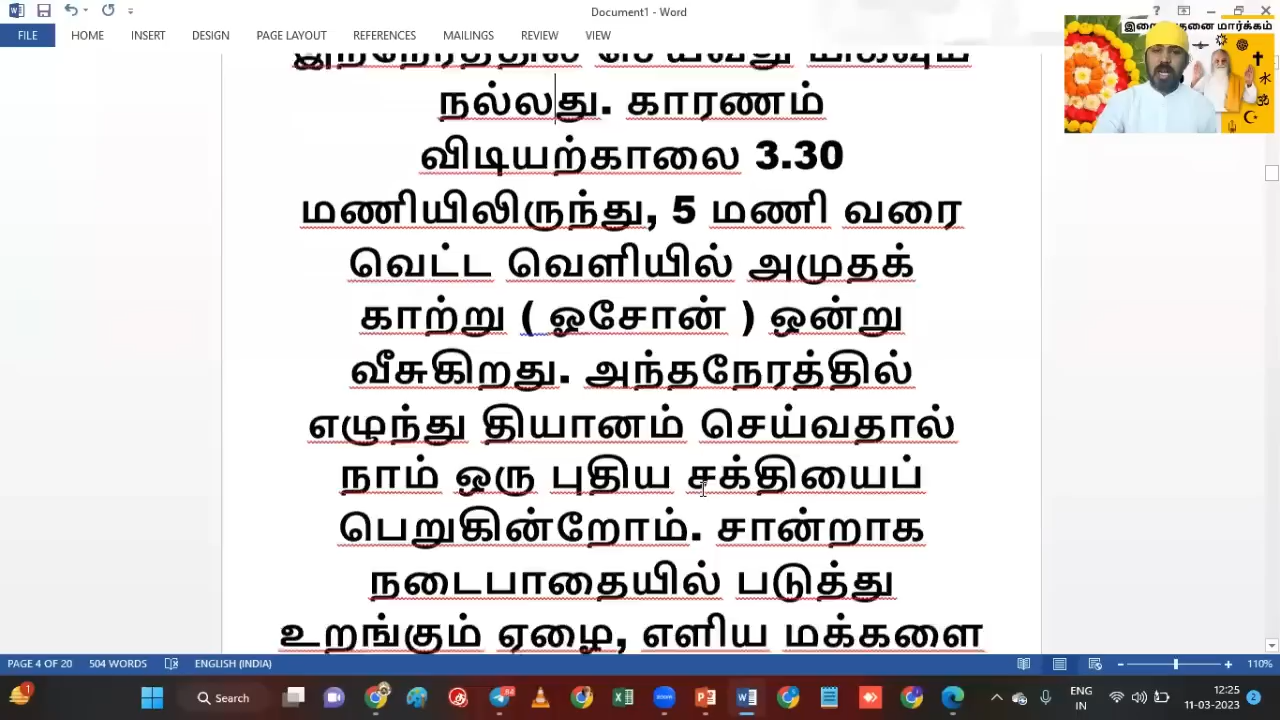 Document1 - Word
FILE HOME INSERT DESIGN PAGE LAYOUT REFERENCES MAILINGS REVIEW VIEW
நல்லது. காரணம்
விடியற்காலை 3.30
மணியிலிருந்து, 5 மணி வரை
வெட்ட வெளியில் அமுதக்
காற்று ( ஓசோன் ) ஒன்று
வீசுகிறது. அந்தநேரத்தில்
எழுந்து தியானம் செய்வதால்
நாம் ஒரு புதிய சக்தியைப்
பெறுகின்றோம். சான்றாக
நடைபாதையில் படுத்து
உறங்கும் ஏழை, எளிய மக்களை
மார்க்கம்
PAGE 4 OF 20 504 WORDS ENGLISH (INDIA) 110%
Search 84 ENG IN 12:25 11-03-2023 2